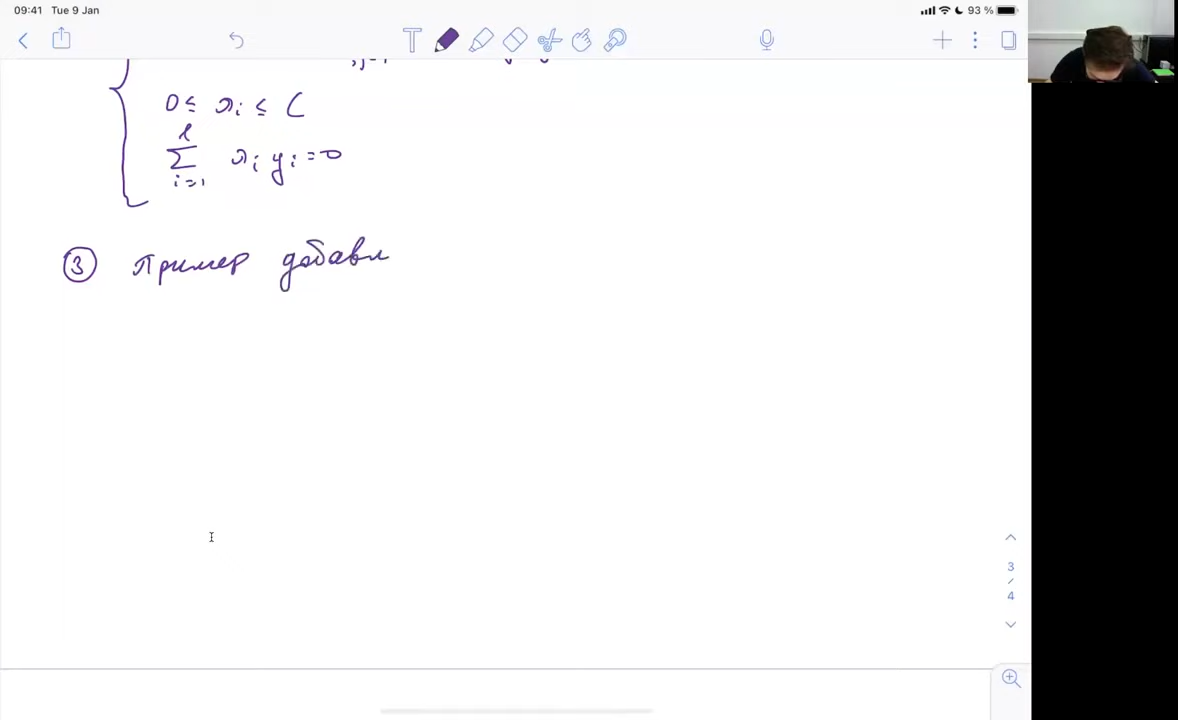 09:41 Tue 9 Jan 93 %
0 ≤ λi ≤ C
l
∑ λi yi = 0
i=1
③ Пример добавл
3
/
4